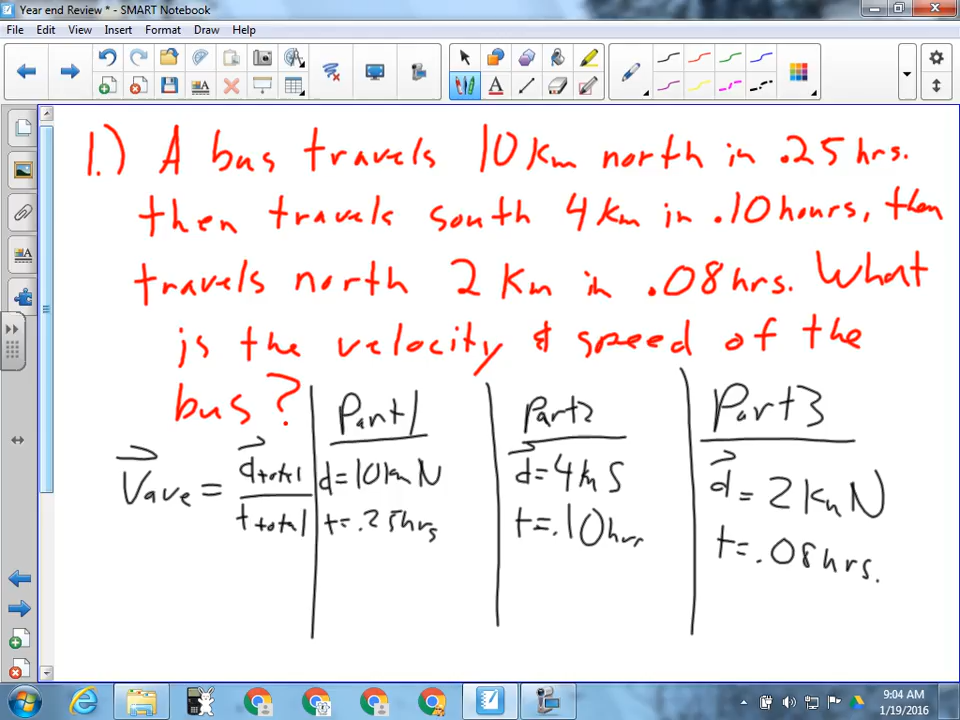 Year end Review * - SMART Notebook
File Edit View Insert Format Draw Help
1.) A bus travels 10 km north in .25 hrs.
then travels south 4 km in .10 hours, then
travels north 2 km in .08 hrs. What
is the velocity & speed of the
bus?
Part 1 Part 2 Part 3
Vave = dtotal / ttotal
d = 10 km N
t = .25 hrs
d = 4 km S
t = .10 hrs
d = 2 km N
t = .08 hrs.
9:04 AM
1/19/2016